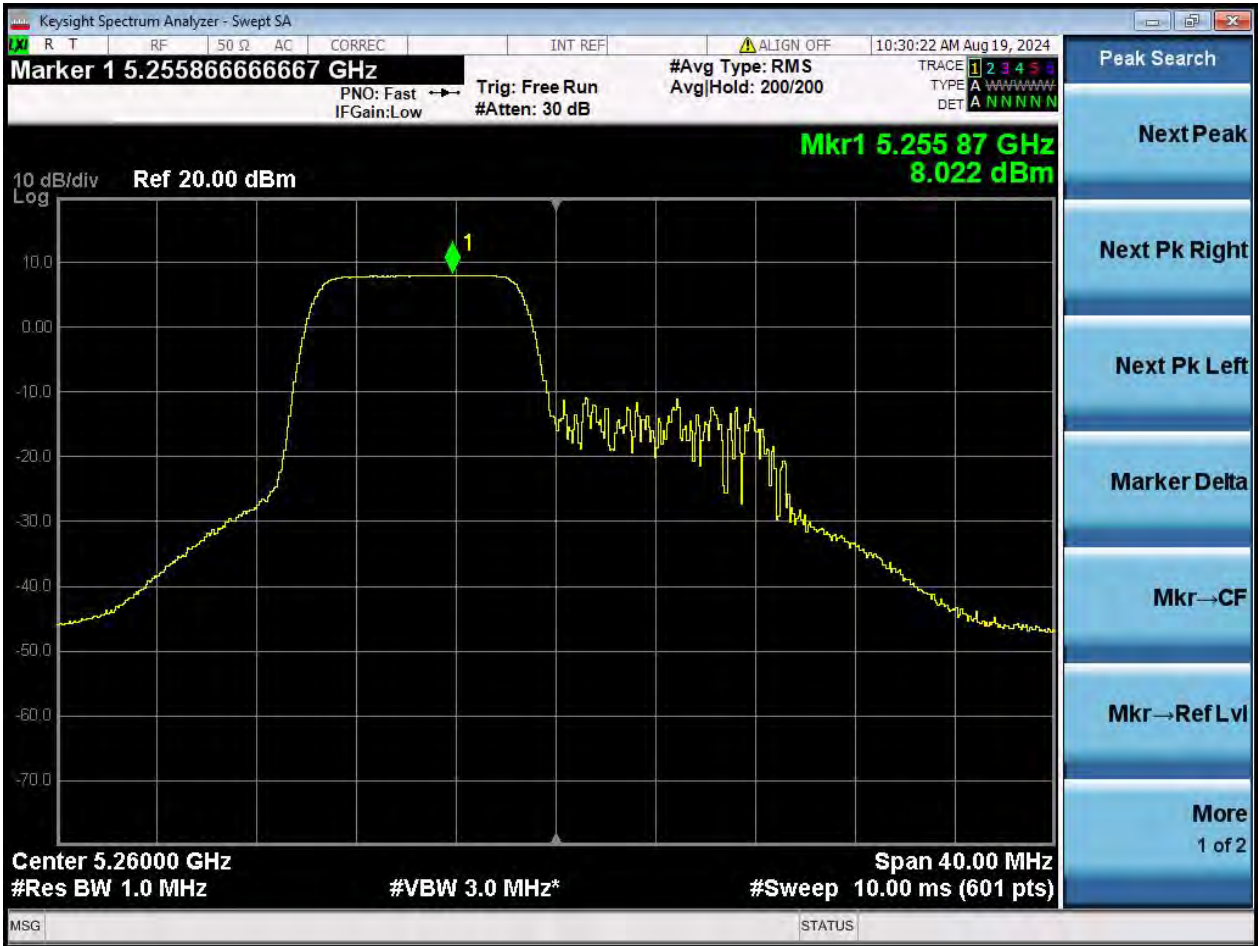 Keysight Spectrum Analyzer - Swept SA
LXI R T RF 50 Ω AC CORREC INT REF ALIGN OFF 10:30:22 AM Aug 19, 2024
Marker 1 5.255866666667 GHz
PNO: Fast
IFGain:Low
Trig: Free Run
#Atten: 30 dB
#Avg Type: RMS
Avg|Hold: 200/200
TRACE 1 2 3 4 5 6
TYPE A WWWWW
DET A N N N N N
Mkr1 5.255 87 GHz
8.022 dBm
10 dB/div Ref 20.00 dBm
Log
1
10.0
0.00
-10.0
-20.0
-30.0
-40.0
-50.0
-60.0
-70.0
Center 5.26000 GHz Span 40.00 MHz
#Res BW 1.0 MHz #VBW 3.0 MHz* #Sweep 10.00 ms (601 pts)
MSG STATUS
Peak Search
Next Peak
Next Pk Right
Next Pk Left
Marker Delta
Mkr→CF
Mkr→Ref Lvl
More
1 of 2